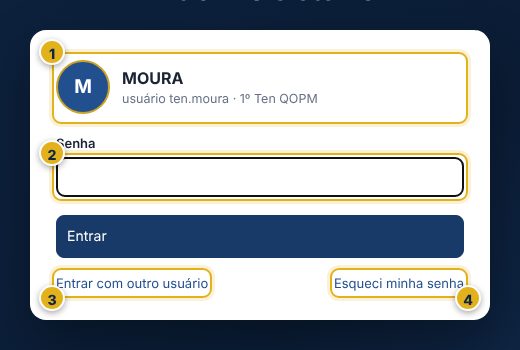 1
M
MOURA
usuário ten.moura · 1º Ten QOPM
Senha
2
Entrar
Entrar com outro usuário
Esqueci minha senha
3
4